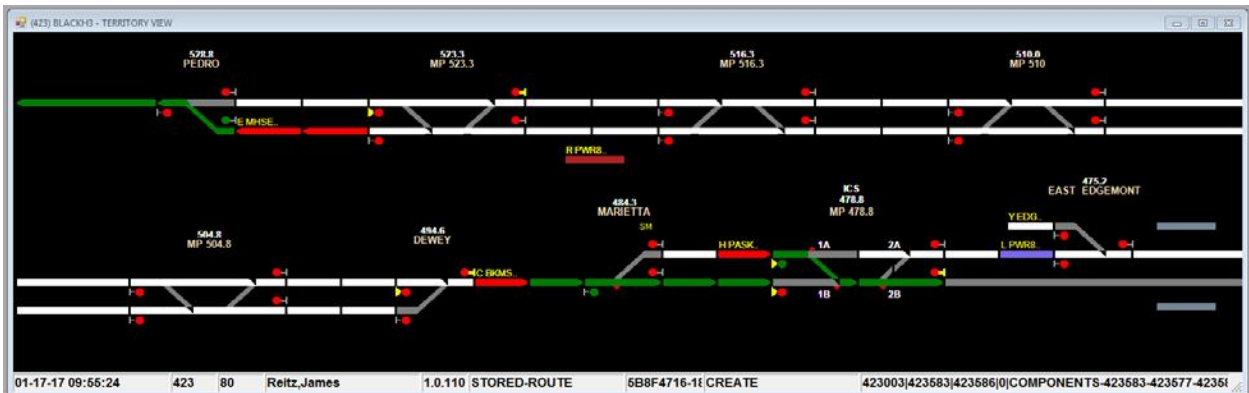 (423) BLACKH3 - TERRITORY VIEW
528.8
PEDRO
523.3
MP 523.3
516.3
MP 516.3
510.0
MP 510
E MHSE..
R PWR8..
504.8
MP 504.8
494.6
DEWEY
484.3
MARIETTA
SM
ICS
478.8
MP 478.8
475.2
EAST EDGEMONT
Y EDG..
C BKMS..
H PASK..
1A
2A
L PWR8..
1B
2B
01-17-17 09:55:24 423 80 Reitz,James 1.0.110 STORED-ROUTE 5B8F4716-18 CREATE 423003|423583|423586|0|COMPONENTS-423583-423577-42358